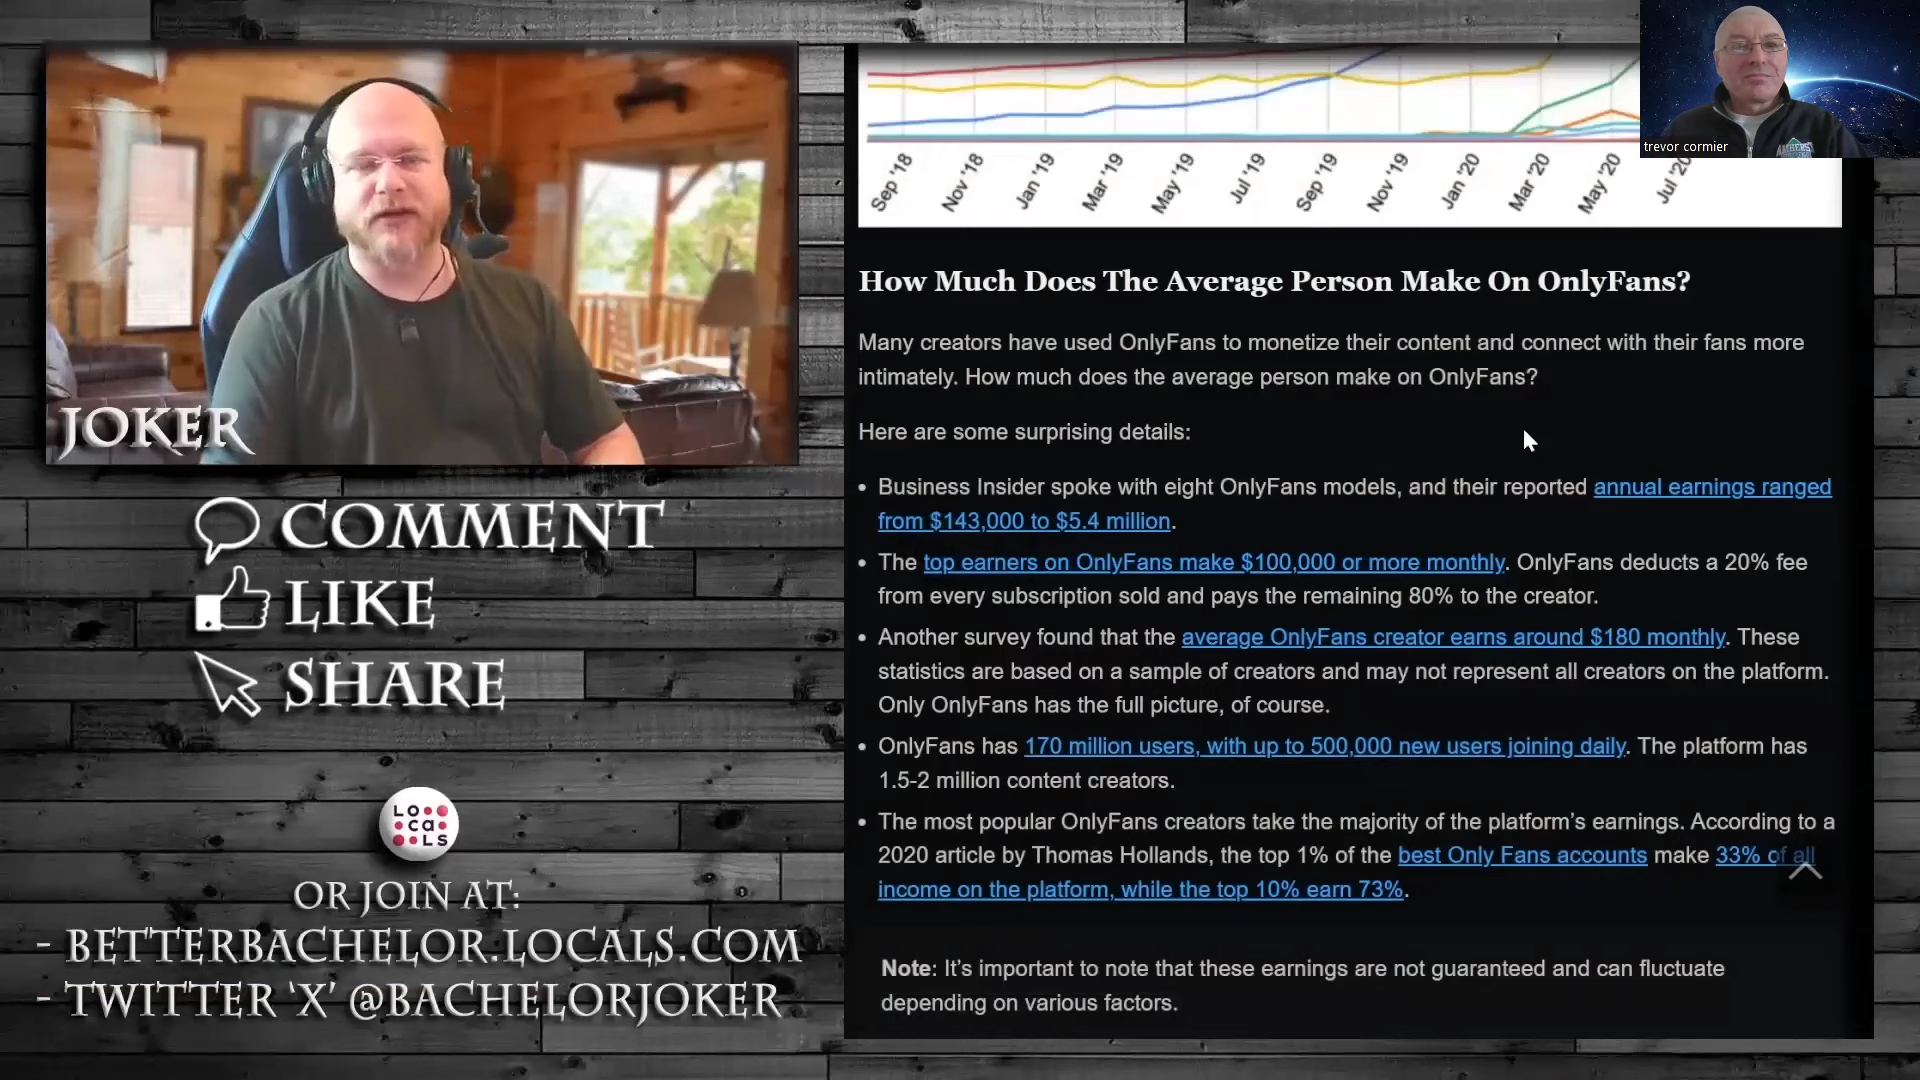 JOKER
COMMENT
LIKE
SHARE
LO
ca
LS
OR JOIN AT:
- BETTERBACHELOR.LOCALS.COM
- TWITTER 'X' @BACHELORJOKER
Sep '18
Nov '18
Jan '19
Mar '19
May '19
Jul '19
Sep '19
Nov '19
Jan '20
Mar '20
May '20
Jul '20
trevor cormier
How Much Does The Average Person Make On OnlyFans?
Many creators have used OnlyFans to monetize their content and connect with their fans more
intimately. How much does the average person make on OnlyFans?
Here are some surprising details:
• Business Insider spoke with eight OnlyFans models, and their reported annual earnings ranged
from $143,000 to $5.4 million.
• The top earners on OnlyFans make $100,000 or more monthly. OnlyFans deducts a 20% fee
from every subscription sold and pays the remaining 80% to the creator.
• Another survey found that the average OnlyFans creator earns around $180 monthly. These
statistics are based on a sample of creators and may not represent all creators on the platform.
Only OnlyFans has the full picture, of course.
• OnlyFans has 170 million users, with up to 500,000 new users joining daily. The platform has
1.5-2 million content creators.
• The most popular OnlyFans creators take the majority of the platform's earnings. According to a
2020 article by Thomas Hollands, the top 1% of the best Only Fans accounts make 33% of all
income on the platform, while the top 10% earn 73%.
Note: It's important to note that these earnings are not guaranteed and can fluctuate
depending on various factors.